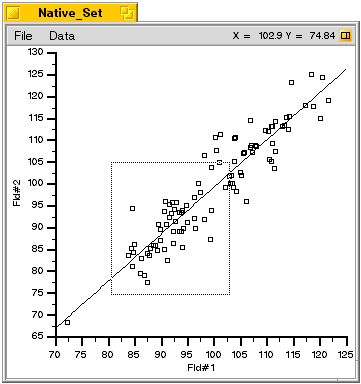 Native_Set
File Data X = 102.9 Y = 74.84
130
125
120
115
110
105
100
95
90
85
80
75
70
65
Fld#2
70 75 80 85 90 95 100 105 110 115 120 125
Fld#1